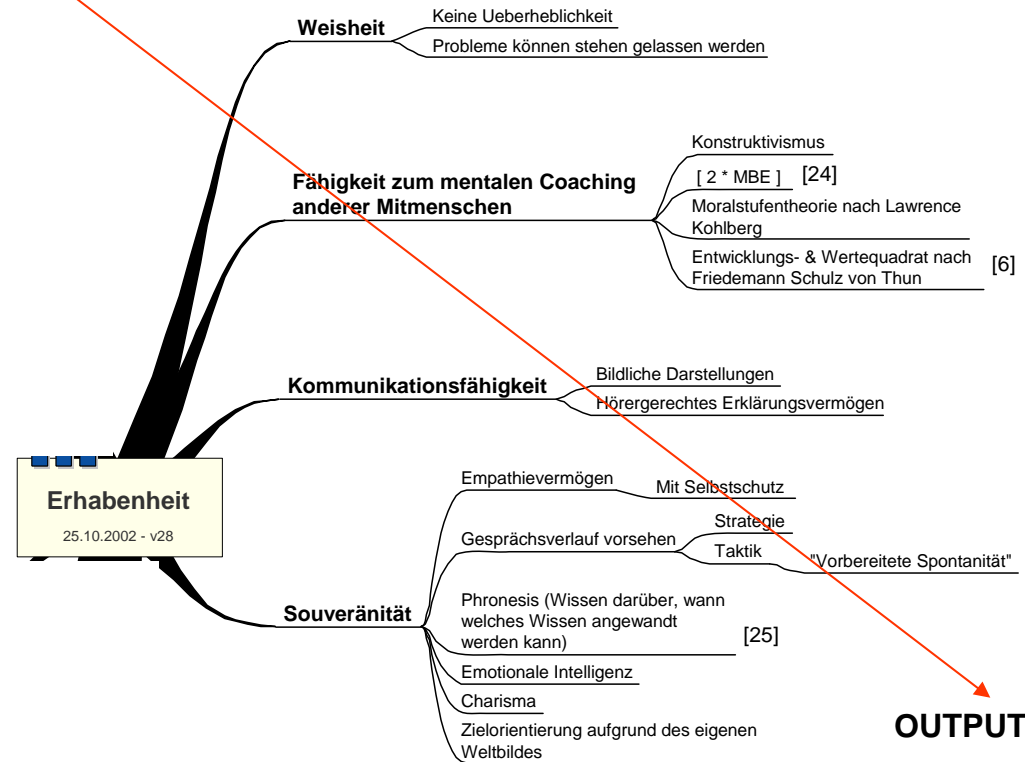 Weisheit
Keine Ueberheblichkeit
Probleme können stehen gelassen werden
Fähigkeit zum mentalen Coaching
anderer Mitmenschen
Konstruktivismus
[ 2 * MBE ] [24]
Moralstufentheorie nach Lawrence
Kohlberg
Entwicklungs- & Wertequadrat nach
Friedemann Schulz von Thun
[6]
Kommunikationsfähigkeit
Bildliche Darstellungen
Hörergerechtes Erklärungsvermögen
Erhabenheit
25.10.2002 - v28
Souveränität
Empathievermögen
Mit Selbstschutz
Gesprächsverlauf vorsehen
Strategie
Taktik
"Vorbereitete Spontanität"
Phronesis (Wissen darüber, wann
welches Wissen angewandt
werden kann)
[25]
Emotionale Intelligenz
Charisma
Zielorientierung aufgrund des eigenen
Weltbildes
OUTPUT